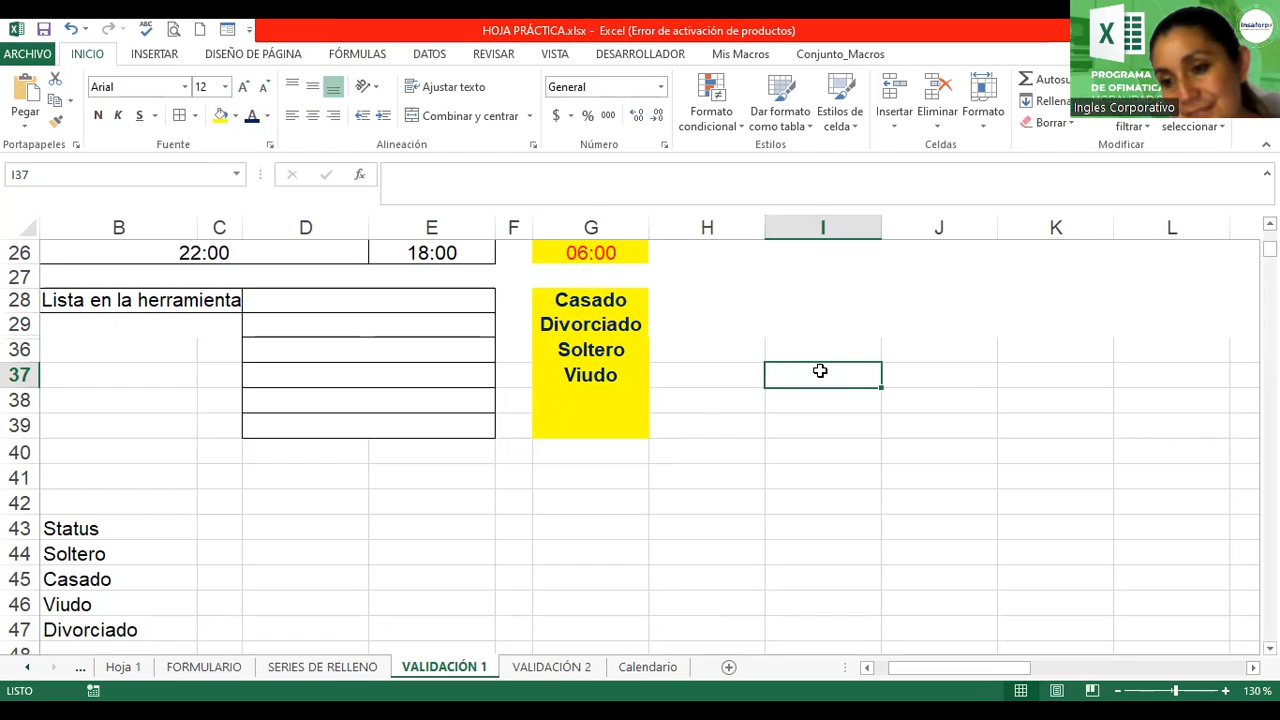 HOJA PRÁCTICA.xlsx - Excel (Error de activación de productos)
ARCHIVO INICIO INSERTAR DISEÑO DE PÁGINA FÓRMULAS DATOS REVISAR VISTA DESARROLLADOR Mis Macros Conjunto_Macros
PROGRAMA
DE OFIMÁTICA
Insaforp
Ingles Corporativo
Pegar
Arial 12
N K S
Ajustar texto
Combinar y centrar
General
$ % 000
Formato condicional
Dar formato como tabla
Estilos de celda
Insertar
Eliminar
Formato
Autosu
Rellena
Borrar
filtrar
seleccionar
Portapapeles Fuente Alineación Número Estilos Celdas Modificar
I37
fx
B C D E F G H I J K L
26 22:00 18:00 06:00
27
28 Lista en la herramienta Casado
29 Divorciado
36 Soltero
37 Viudo
38
39
40
41
42
43 Status
44 Soltero
45 Casado
46 Viudo
47 Divorciado
48
... Hoja 1 FORMULARIO SERIES DE RELLENO VALIDACIÓN 1 VALIDACIÓN 2 Calendario
LISTO 130 %